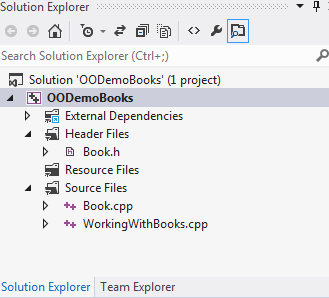 Solution Explorer
Search Solution Explorer (Ctrl+;)
Solution 'OODemoBooks' (1 project)
OODemoBooks
External Dependencies
Header Files
Book.h
Resource Files
Source Files
Book.cpp
WorkingWithBooks.cpp
Solution Explorer Team Explorer